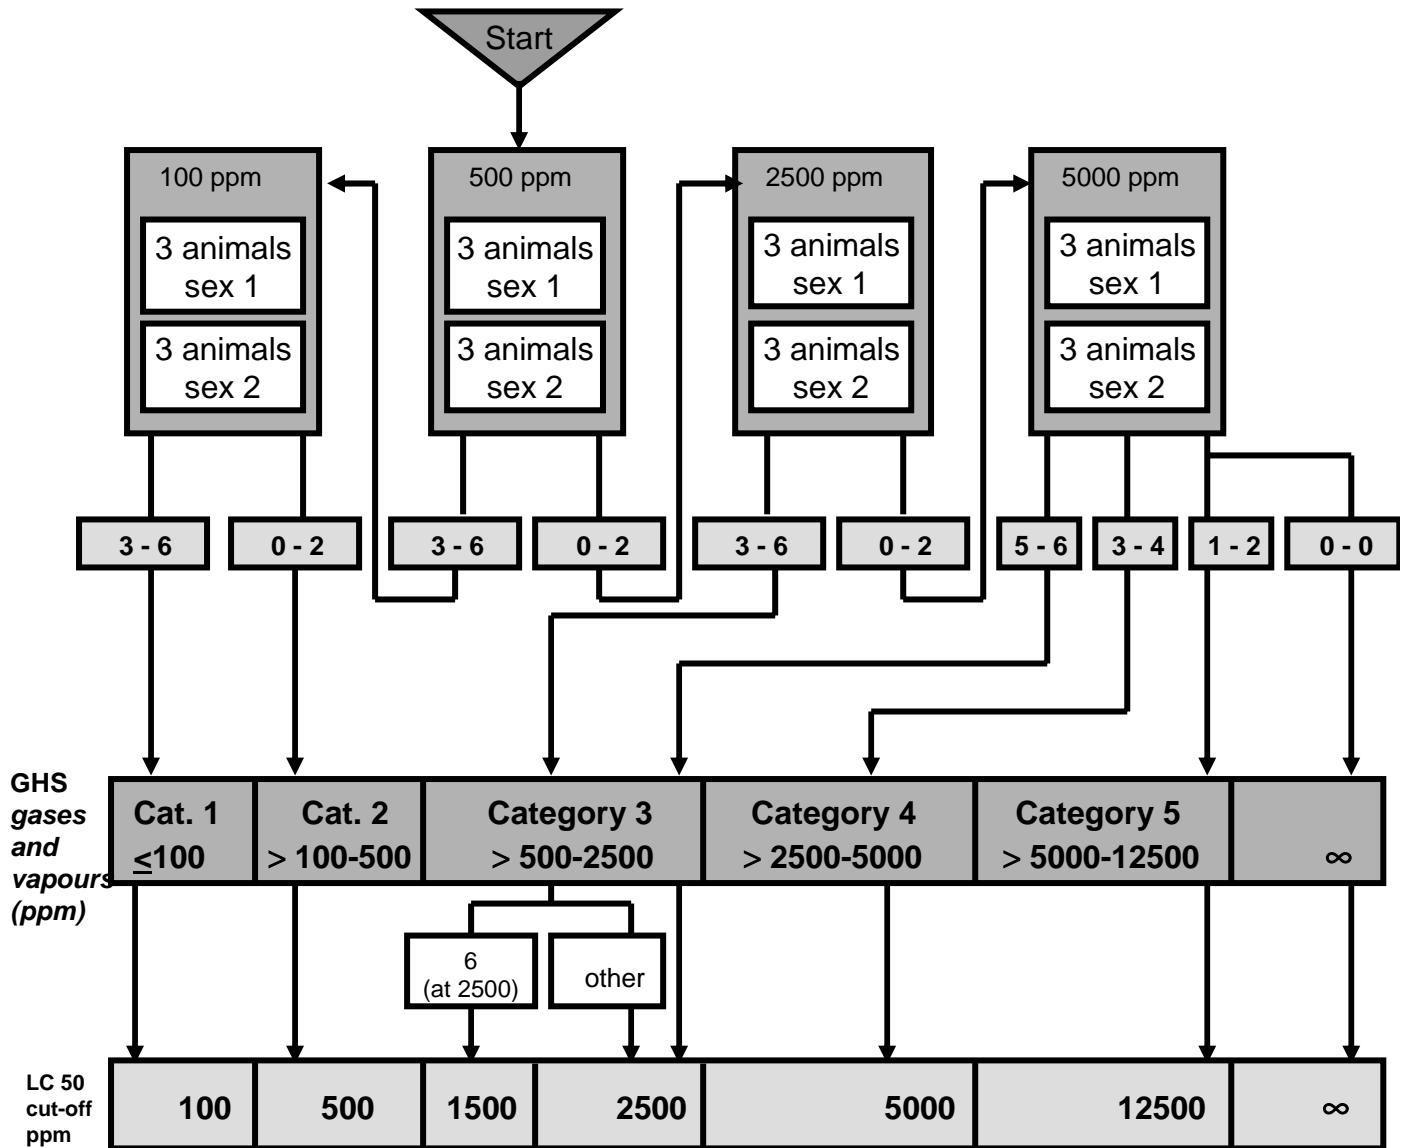 Start
100 ppm
3 animals
sex 1
3 animals
sex 2
500 ppm
3 animals
sex 1
3 animals
sex 2
2500 ppm
3 animals
sex 1
3 animals
sex 2
5000 ppm
3 animals
sex 1
3 animals
sex 2
3 - 6
0 - 2
3 - 6
0 - 2
3 - 6
0 - 2
5 - 6
3 - 4
1 - 2
0 - 0
GHS
gases
and
vapours
(ppm)
Cat. 1
≤100
Cat. 2
> 100-500
Category 3
> 500-2500
Category 4
> 2500-5000
Category 5
> 5000-12500
∞
6
(at 2500)
other
LC 50
cut-off
ppm
100
500
1500
2500
5000
12500
∞